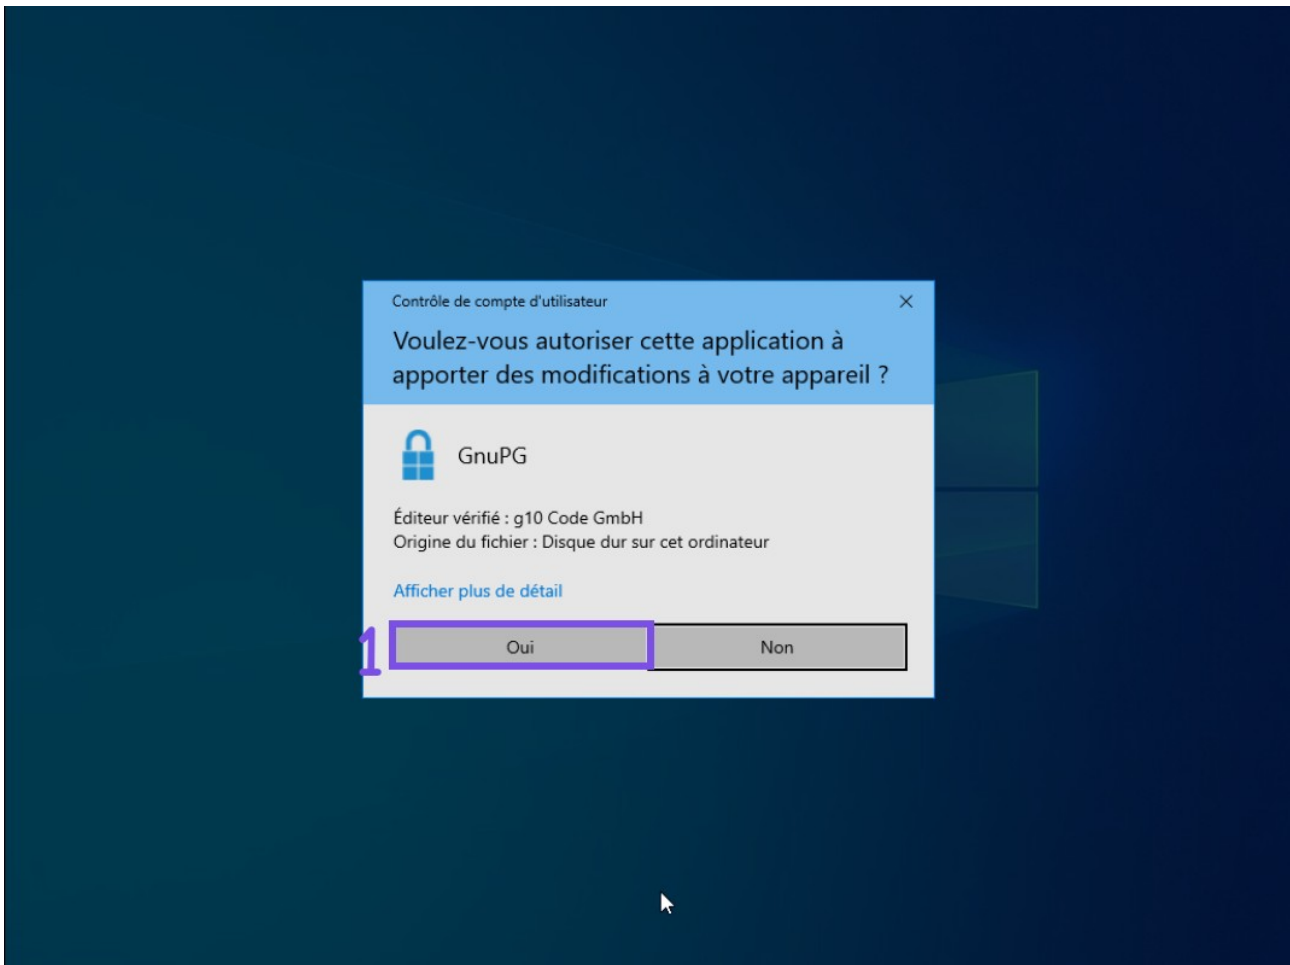 Contrôle de compte d'utilisateur
Voulez-vous autoriser cette application à
apporter des modifications à votre appareil ?
GnuPG
Éditeur vérifié : g10 Code GmbH
Origine du fichier : Disque dur sur cet ordinateur
Afficher plus de détail
1 Oui Non